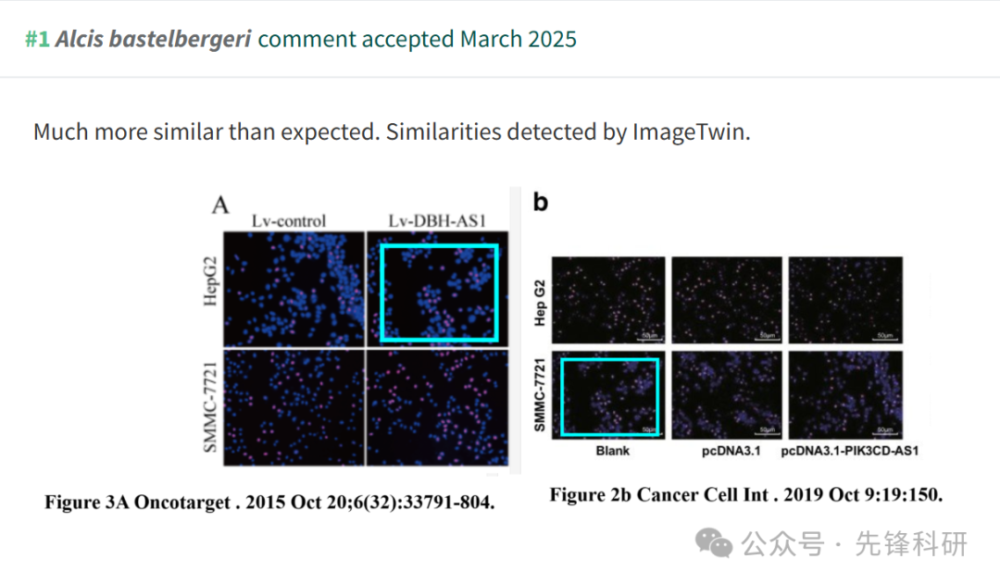 #1 Alcis bastelbergeri comment accepted March 2025
Much more similar than expected. Similarities detected by ImageTwin.
A
Lv-control Lv-DBH-AS1
HepG2
SMMC-7721
Figure 3A Oncotarget . 2015 Oct 20;6(32):33791-804.
b
Hep G2
50μm 50μm 50μm
SMMC-7721
50μm 50μm 50μm
Blank pcDNA3.1 pcDNA3.1-PIK3CD-AS1
Figure 2b Cancer Cell Int . 2019 Oct 9:19:150.
公众号 · 先锋科研